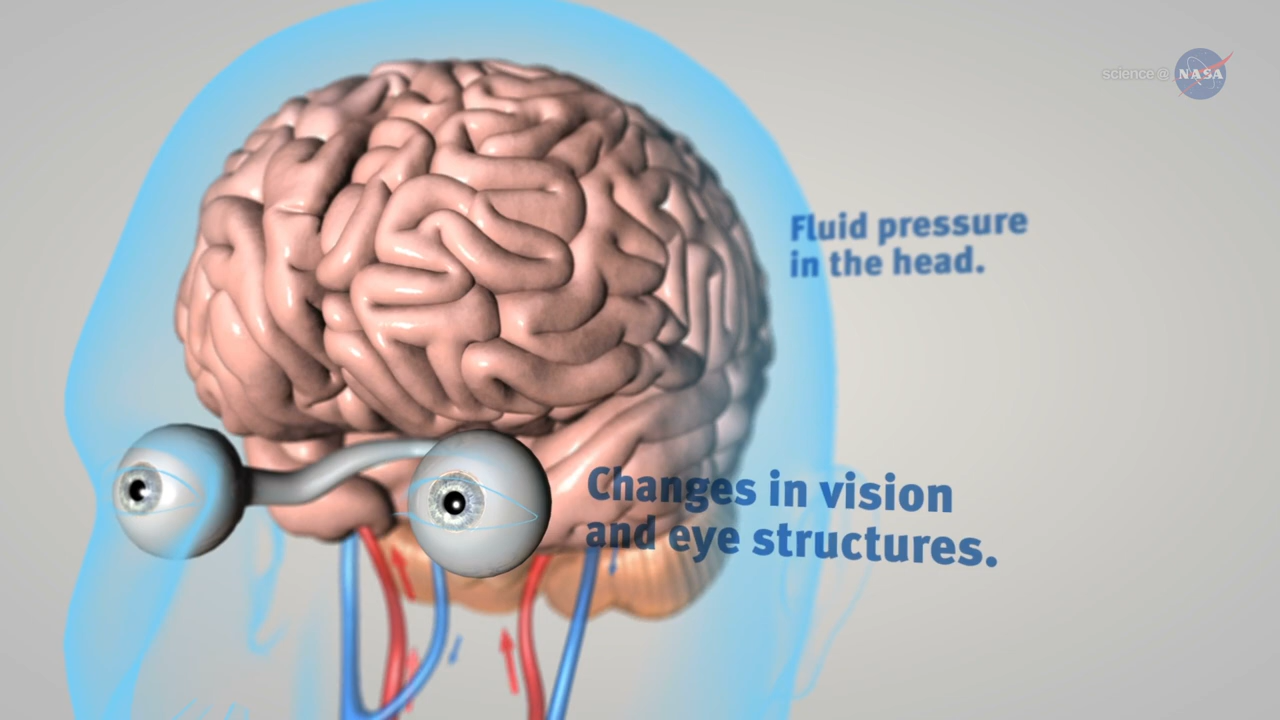 science @ NASA
Fluid pressure
in the head.
Changes in vision
and eye structures.